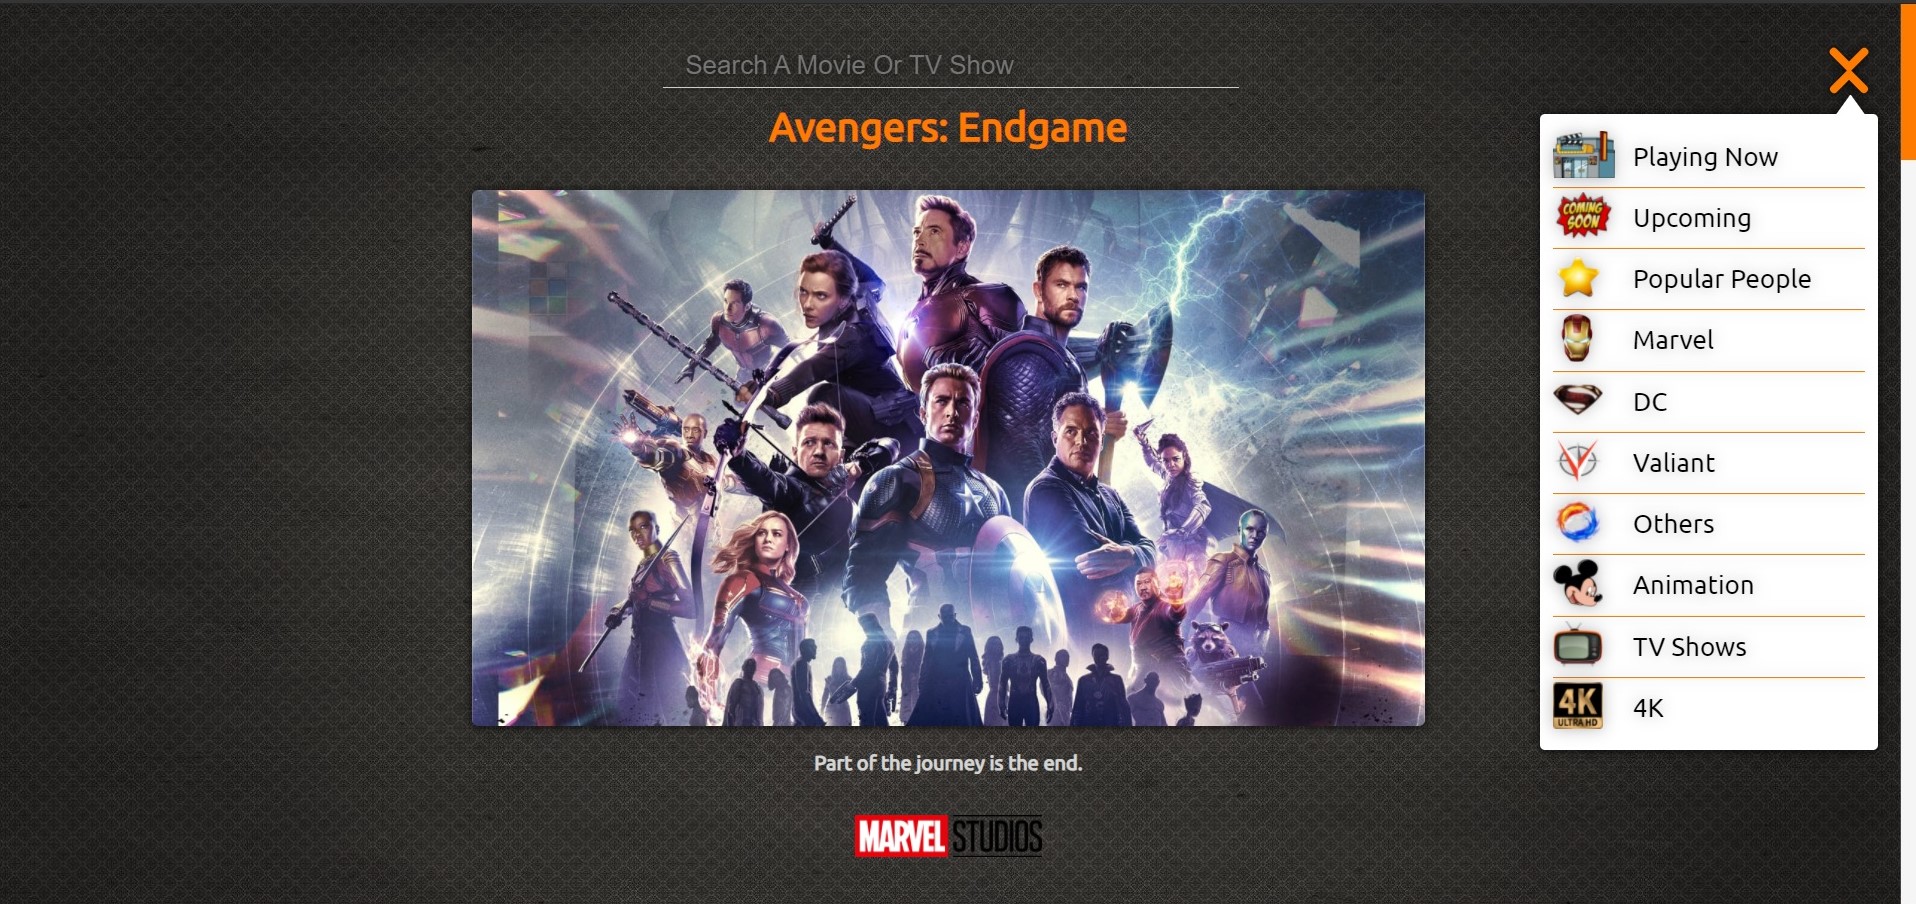 Search A Movie Or TV Show
Avengers: Endgame
Part of the journey is the end.
MARVEL STUDIOS
Playing Now
COMING
SOON
Upcoming
Popular People
Marvel
DC
Valiant
Others
Animation
TV Shows
4K
ULTRA HD
4K